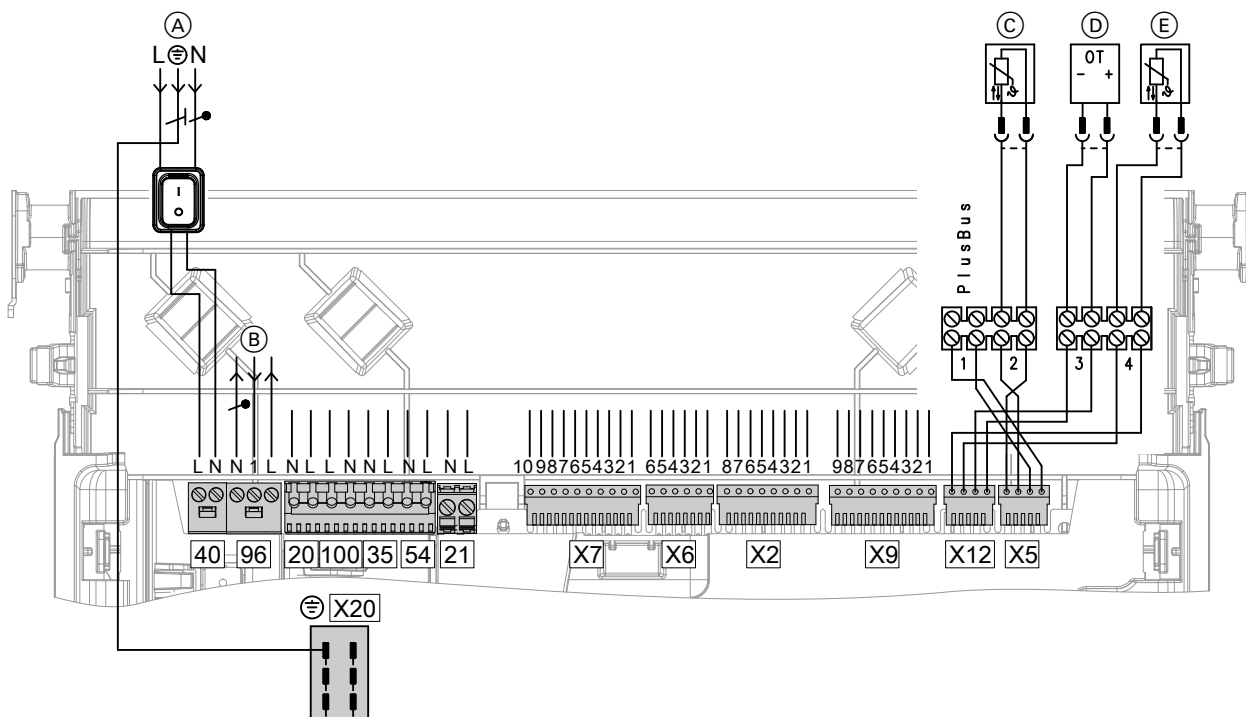 A
C
D
E
L N
OT
- +
I
O
PlusBus
B
1 2 3 4
L N N 1 L N L L N N L N L N L
10 9 8 7 6 5 4 3 2 1
6 5 4 3 2 1
8 7 6 5 4 3 2 1
9 8 7 6 5 4 3 2 1
40 96 20 100 35 54 21 X7 X6 X2 X9 X12 X5
X20